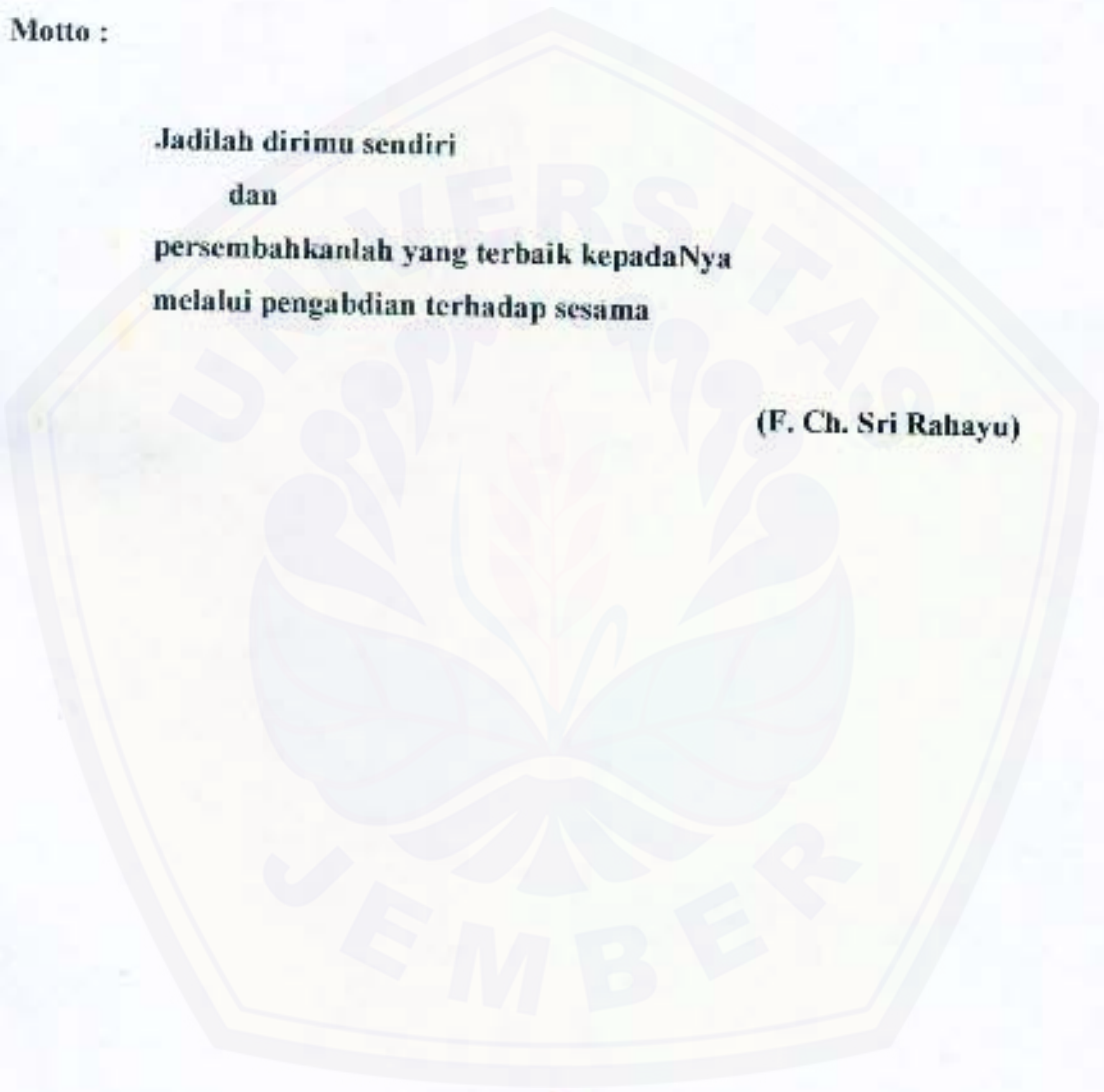 Motto :
Jadilah dirimu sendiri
dan
persembahkanlah yang terbaik kepadaNya
melalui pengabdian terhadap sesama
(F. Ch. Sri Rahayu)
UNIVERSITAS
JEMBER